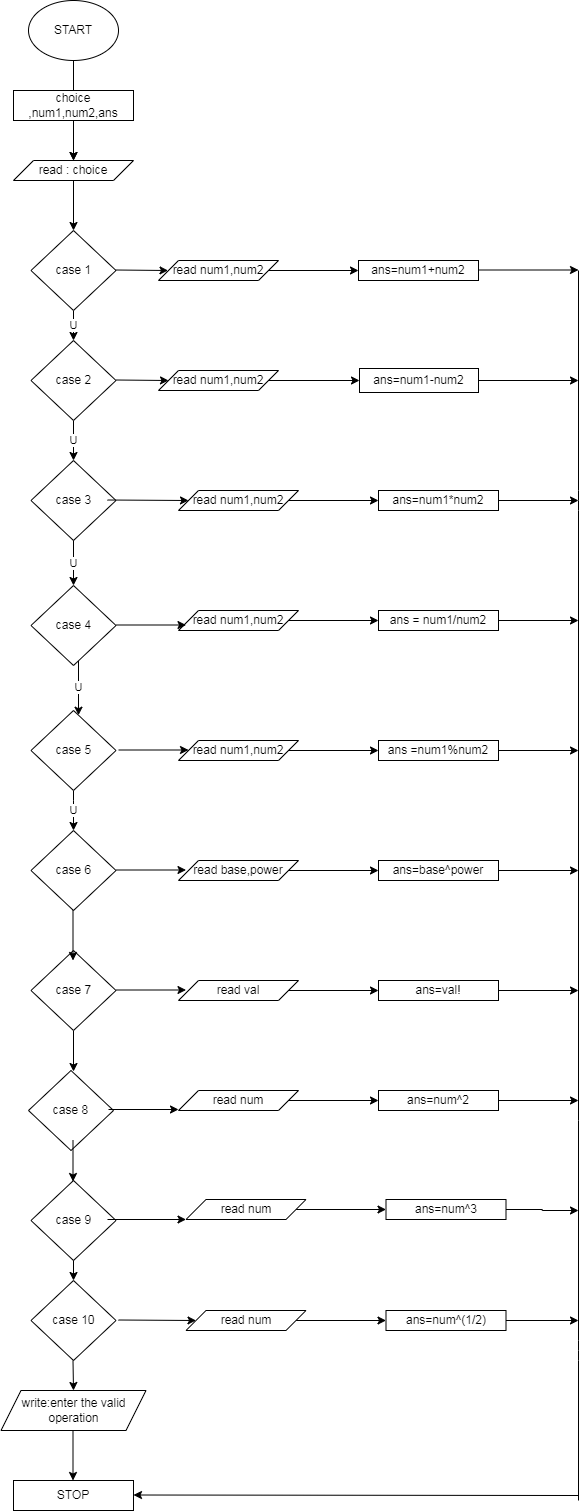 START
choice
,num1,num2,ans
read : choice
case 1
read num1,num2
ans=num1+num2
U
case 2
read num1,num2
ans=num1-num2
U
case 3
read num1,num2
ans=num1*num2
U
case 4
read num1,num2
ans = num1/num2
U
case 5
read num1,num2
ans =num1%num2
U
case 6
read base,power
ans=base^power
case 7
read val
ans=val!
case 8
read num
ans=num^2
case 9
read num
ans=num^3
case 10
read num
ans=num^(1/2)
write:enter the valid
operation
STOP